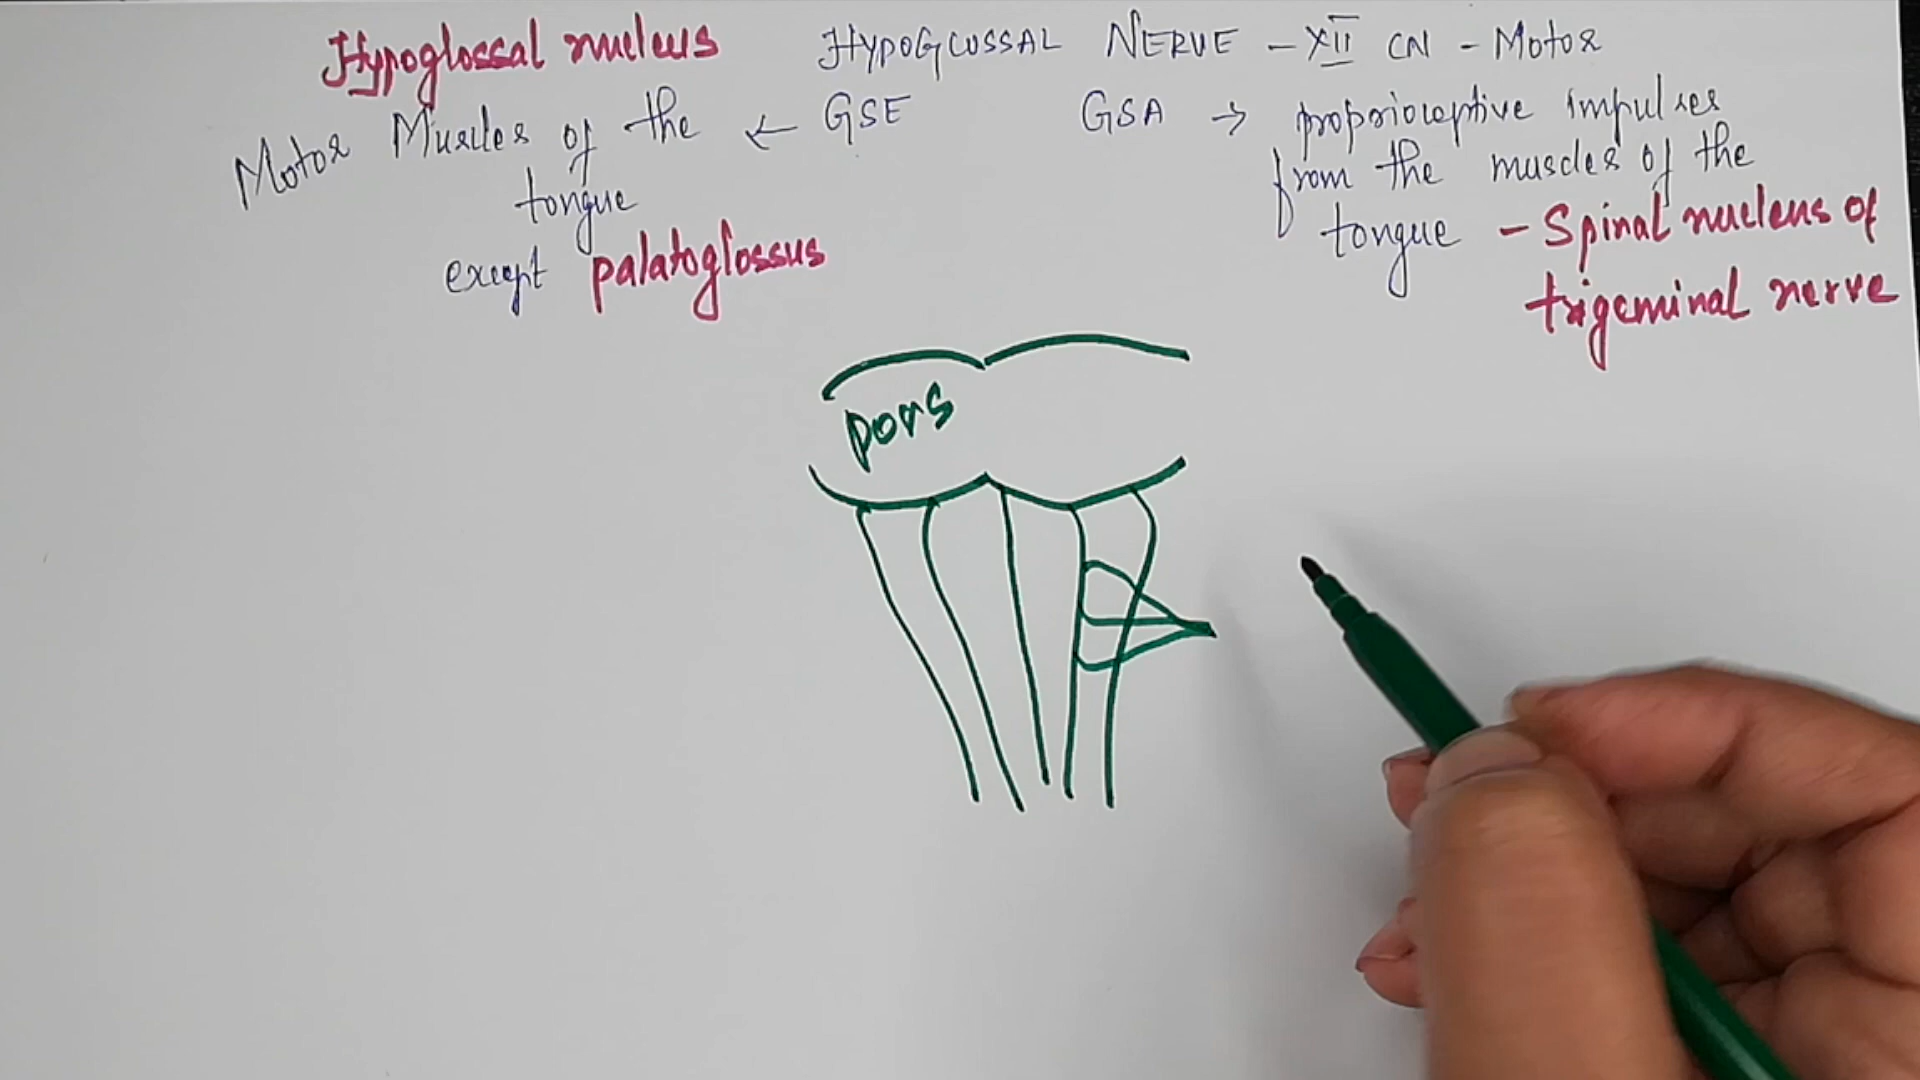 Hypoglossal nucleus HYPOGLOSSAL NERVE - XII CN - Motor
Motor Muscles of the ← GSE GSA → proprioceptive impulses
tongue from the muscles of the
except palatoglossus tongue - Spinal nucleus of
trigeminal nerve
pons